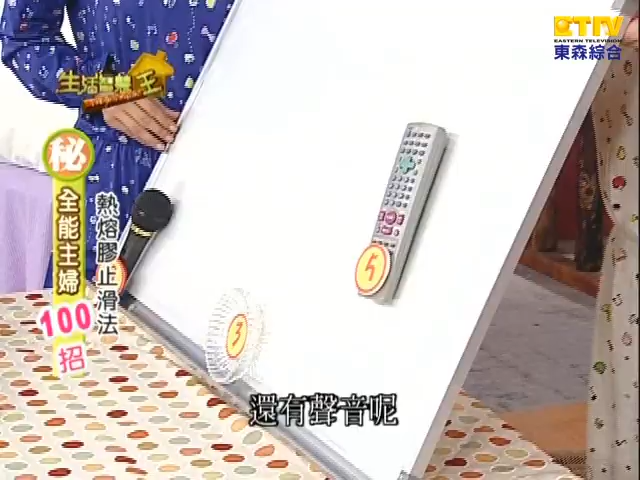 ETTV
EASTERN TELEVISION
東森綜合
生活智慧王
秘
全能主婦
100
招
熱熔膠止滑法
5
3
還有聲音呢